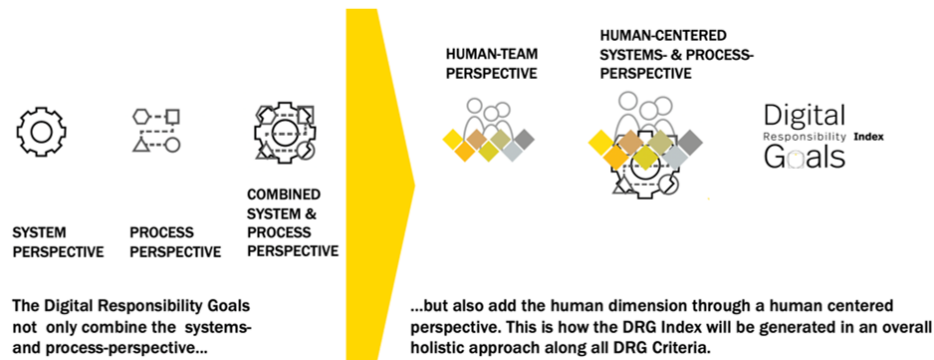 SYSTEM
PERSPECTIVE
PROCESS
PERSPECTIVE
COMBINED
SYSTEM &
PROCESS
PERSPECTIVE
The Digital Responsibility Goals
not only combine the systems-
and process-perspective...
HUMAN-TEAM
PERSPECTIVE
HUMAN-CENTERED
SYSTEMS- & PROCESS-
PERSPECTIVE
Digital
Responsibility Index
Goals
...but also add the human dimension through a human centered
perspective. This is how the DRG Index will be generated in an overall
holistic approach along all DRG Criteria.